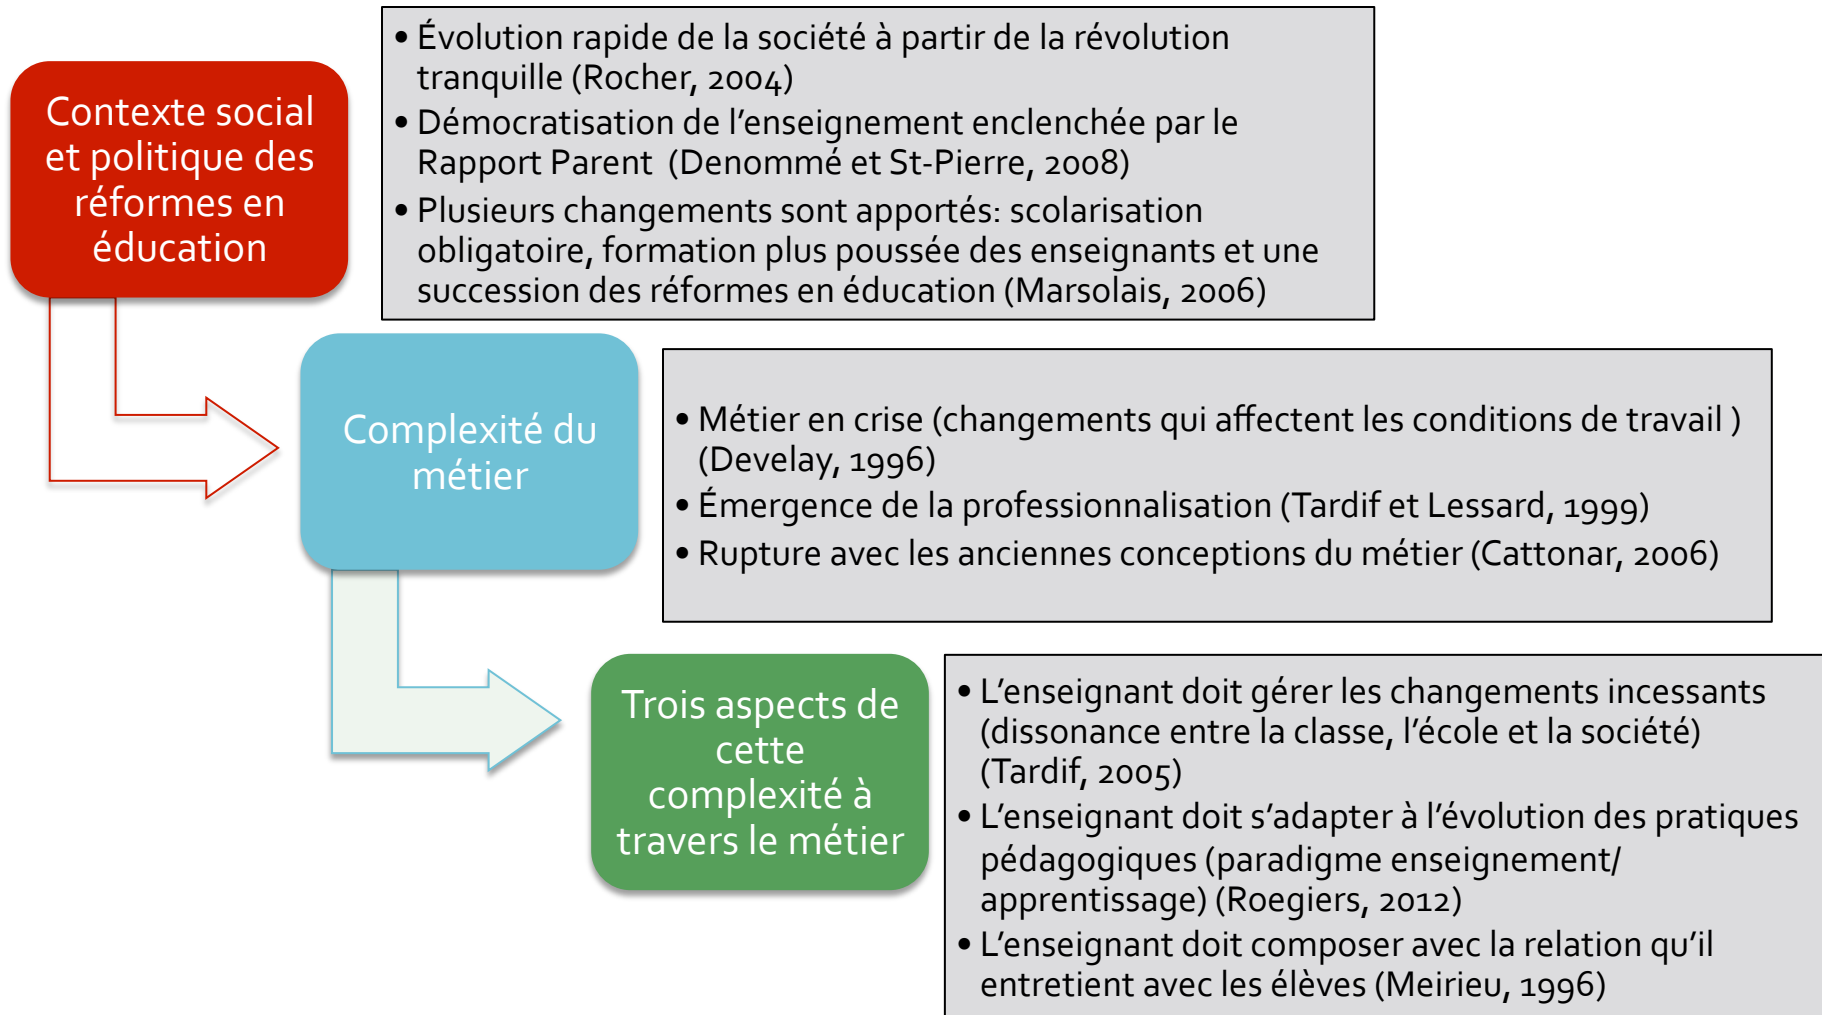 Contexte social
et politique des
réformes en
éducation
• Évolution rapide de la société à partir de la révolution
tranquille (Rocher, 2004)
• Démocratisation de l'enseignement enclenchée par le
Rapport Parent (Denommé et St-Pierre, 2008)
• Plusieurs changements sont apportés: scolarisation
obligatoire, formation plus poussée des enseignants et une
succession des réformes en éducation (Marsolais, 2006)
Complexité du
métier
• Métier en crise (changements qui affectent les conditions de travail )
(Develay, 1996)
• Émergence de la professionnalisation (Tardif et Lessard, 1999)
• Rupture avec les anciennes conceptions du métier (Cattonar, 2006)
Trois aspects de
cette
complexité à
travers le métier
• L'enseignant doit gérer les changements incessants
(dissonance entre la classe, l'école et la société)
(Tardif, 2005)
• L'enseignant doit s'adapter à l'évolution des pratiques
pédagogiques (paradigme enseignement/
apprentissage) (Roegiers, 2012)
• L'enseignant doit composer avec la relation qu'il
entretient avec les élèves (Meirieu, 1996)